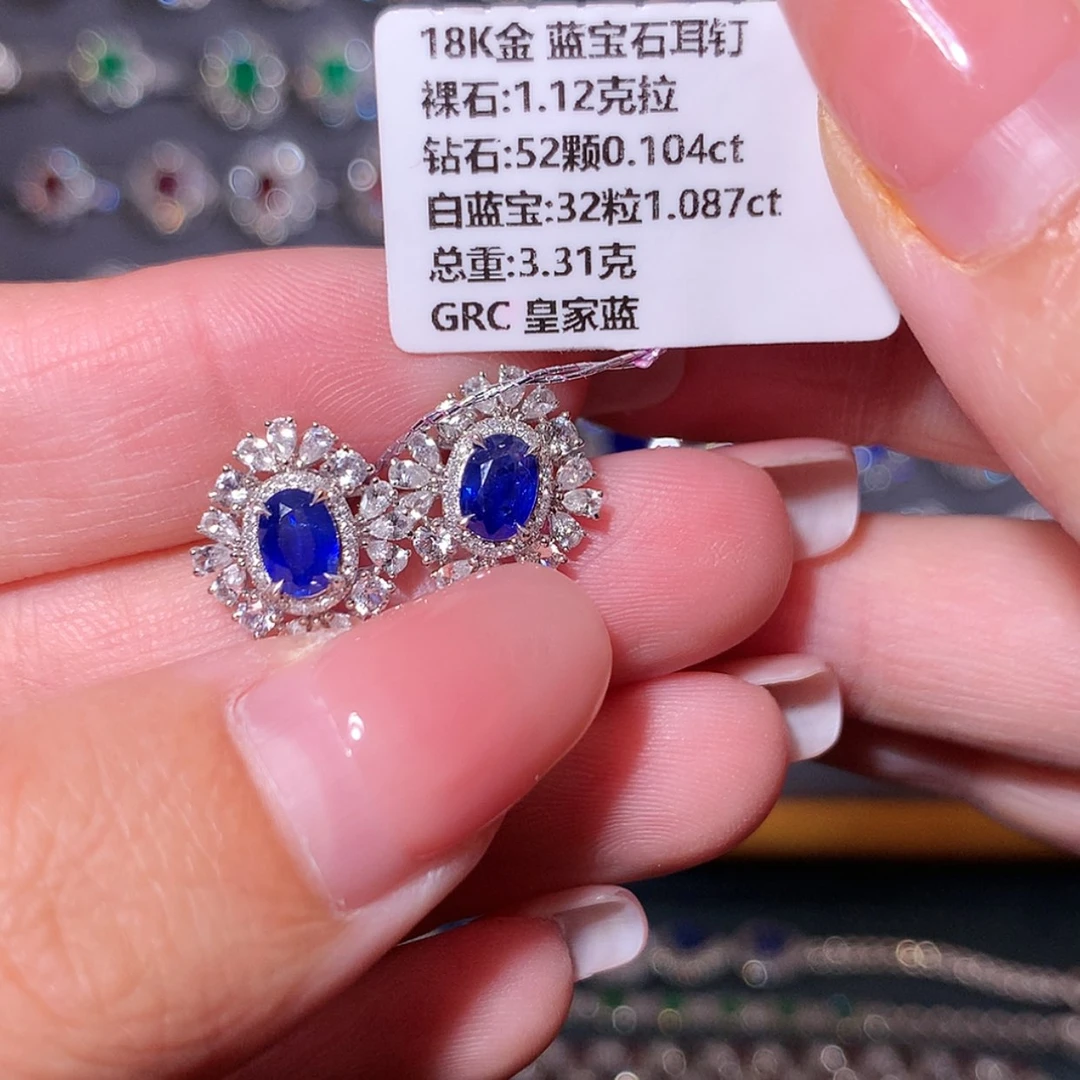 18K金 蓝宝石耳钉
裸石:1.12克拉
钻石:52颗0.104ct
白蓝宝:32粒1.087ct
总重:3.31克
GRC 皇家蓝